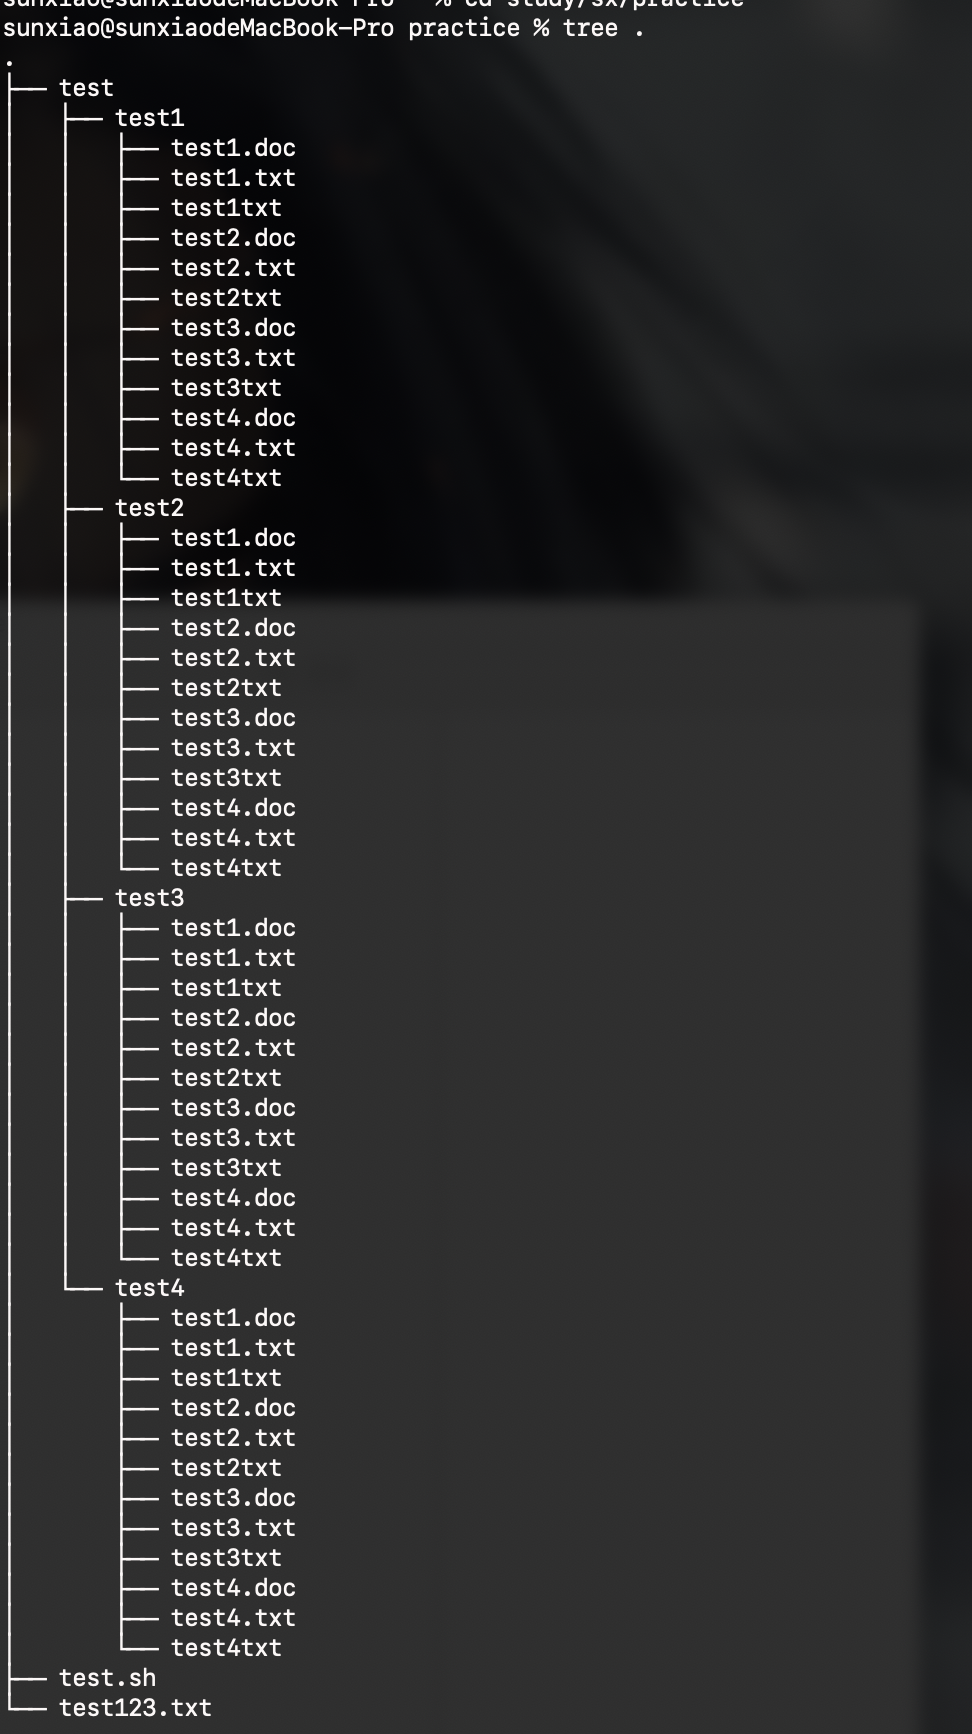 sunxiao@sunxiaodeMacBook-Pro ~ % cd study/sx/practice
sunxiao@sunxiaodeMacBook-Pro practice % tree .
.
├── test
│   ├── test1
│   │   ├── test1.doc
│   │   ├── test1.txt
│   │   ├── test1txt
│   │   ├── test2.doc
│   │   ├── test2.txt
│   │   ├── test2txt
│   │   ├── test3.doc
│   │   ├── test3.txt
│   │   ├── test3txt
│   │   ├── test4.doc
│   │   ├── test4.txt
│   │   └── test4txt
│   ├── test2
│   │   ├── test1.doc
│   │   ├── test1.txt
│   │   ├── test1txt
│   │   ├── test2.doc
│   │   ├── test2.txt
│   │   ├── test2txt
│   │   ├── test3.doc
│   │   ├── test3.txt
│   │   ├── test3txt
│   │   ├── test4.doc
│   │   ├── test4.txt
│   │   └── test4txt
│   ├── test3
│   │   ├── test1.doc
│   │   ├── test1.txt
│   │   ├── test1txt
│   │   ├── test2.doc
│   │   ├── test2.txt
│   │   ├── test2txt
│   │   ├── test3.doc
│   │   ├── test3.txt
│   │   ├── test3txt
│   │   ├── test4.doc
│   │   ├── test4.txt
│   │   └── test4txt
│   └── test4
│       ├── test1.doc
│       ├── test1.txt
│       ├── test1txt
│       ├── test2.doc
│       ├── test2.txt
│       ├── test2txt
│       ├── test3.doc
│       ├── test3.txt
│       ├── test3txt
│       ├── test4.doc
│       ├── test4.txt
│       └── test4txt
├── test.sh
└── test123.txt